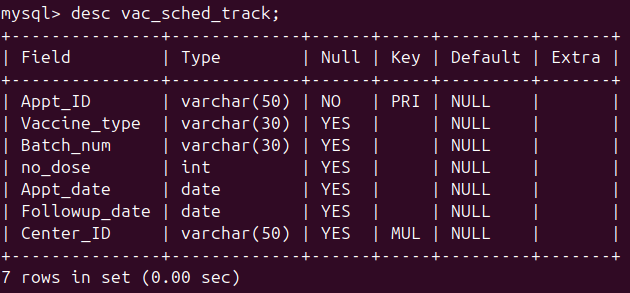 mysql> desc vac_sched_track;
+---------------+-------------+------+-----+---------+-------+
| Field         | Type        | Null | Key | Default | Extra |
+---------------+-------------+------+-----+---------+-------+
| Appt_ID       | varchar(50) | NO   | PRI | NULL    |       |
| Vaccine_type  | varchar(30) | YES  |     | NULL    |       |
| Batch_num     | varchar(30) | YES  |     | NULL    |       |
| no_dose       | int         | YES  |     | NULL    |       |
| Appt_date     | date        | YES  |     | NULL    |       |
| Followup_date | date        | YES  |     | NULL    |       |
| Center_ID     | varchar(50) | YES  | MUL | NULL    |       |
+---------------+-------------+------+-----+---------+-------+
7 rows in set (0.00 sec)